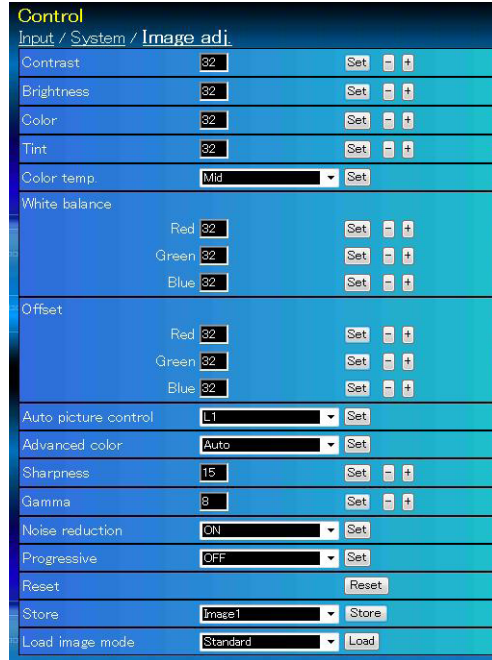 Control
Input / System / Image adj.
Contrast 32 Set - +
Brightness 32 Set - +
Color 32 Set - +
Tint 32 Set - +
Color temp. Mid Set
White balance
Red 32 Set - +
Green 32 Set - +
Blue 32 Set - +
Offset
Red 32 Set - +
Green 32 Set - +
Blue 32 Set - +
Auto picture control L1 Set
Advanced color Auto Set
Sharpness 15 Set - +
Gamma 8 Set - +
Noise reduction ON Set
Progressive OFF Set
Reset Reset
Store Image1 Store
Load image mode Standard Load